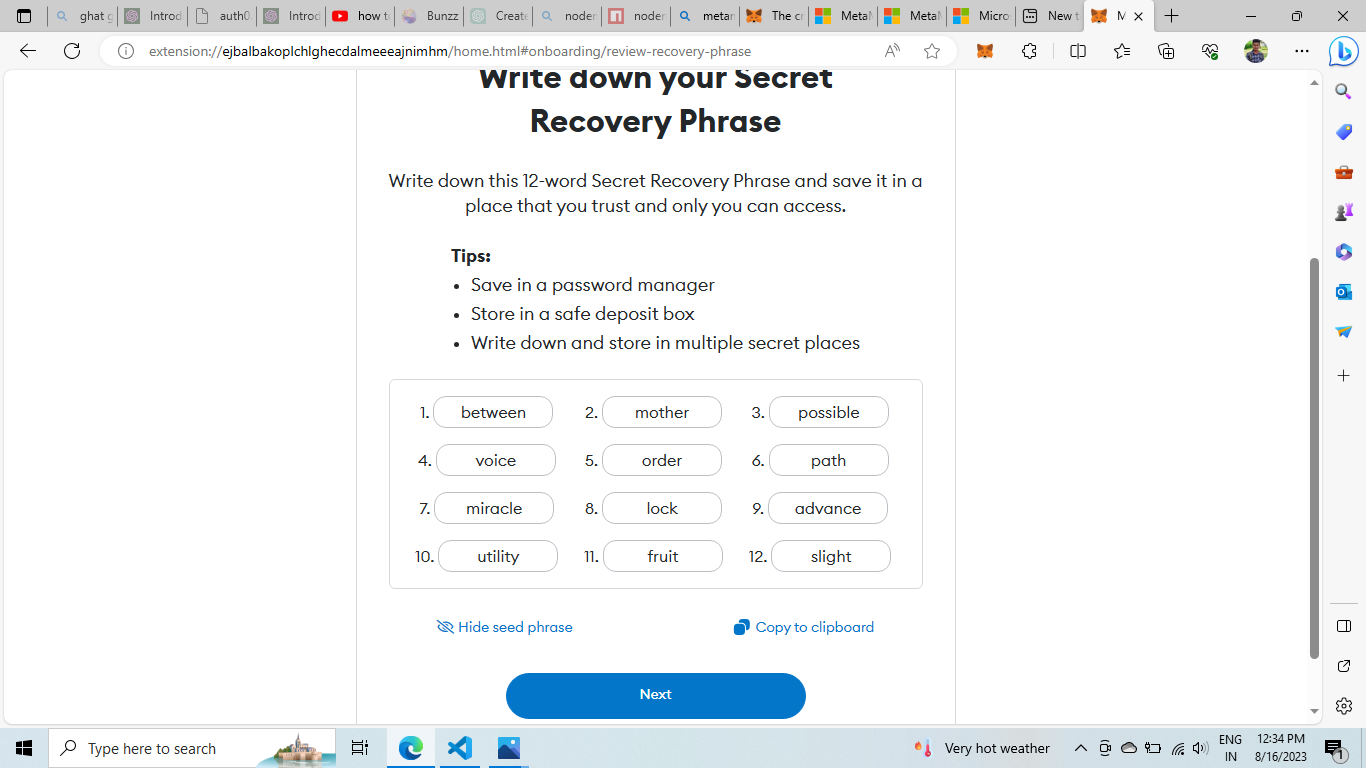 ghat g
Introd
auth0
Introd
how to
Bunzz
Create
noder
noder
metan
The cr
MetaM
MetaM
Micros
New t
M
extension://ejbalbakoplchlghecdalmeeeajnimhm/home.html#onboarding/review-recovery-phrase
Write down your Secret
Recovery Phrase
Write down this 12-word Secret Recovery Phrase and save it in a
place that you trust and only you can access.
Tips:
• Save in a password manager
• Store in a safe deposit box
• Write down and store in multiple secret places
1. between 2. mother 3. possible
4. voice 5. order 6. path
7. miracle 8. lock 9. advance
10. utility 11. fruit 12. slight
Hide seed phrase
Copy to clipboard
Next
Type here to search
Very hot weather
ENG
IN
12:34 PM
8/16/2023
1